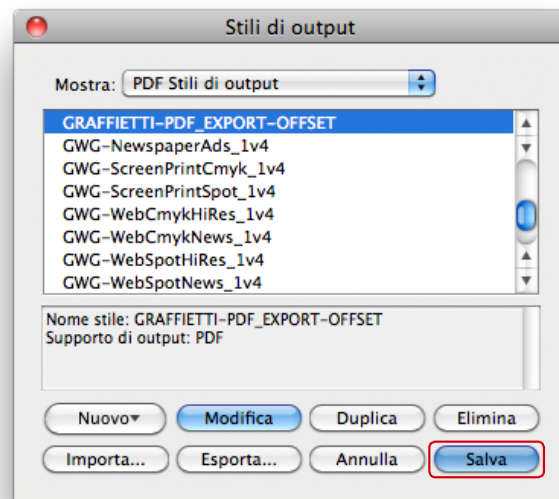 Stili di output
Mostra: PDF Stili di output
GRAFFIETTI-PDF_EXPORT-OFFSET
GWG-NewspaperAds_1v4
GWG-ScreenPrintCmyk_1v4
GWG-ScreenPrintSpot_1v4
GWG-WebCmykHiRes_1v4
GWG-WebCmykNews_1v4
GWG-WebSpotHiRes_1v4
GWG-WebSpotNews_1v4
Nome stile: GRAFFIETTI-PDF_EXPORT-OFFSET
Supporto di output: PDF
Nuovo Modifica Duplica Elimina
Importa... Esporta... Annulla Salva